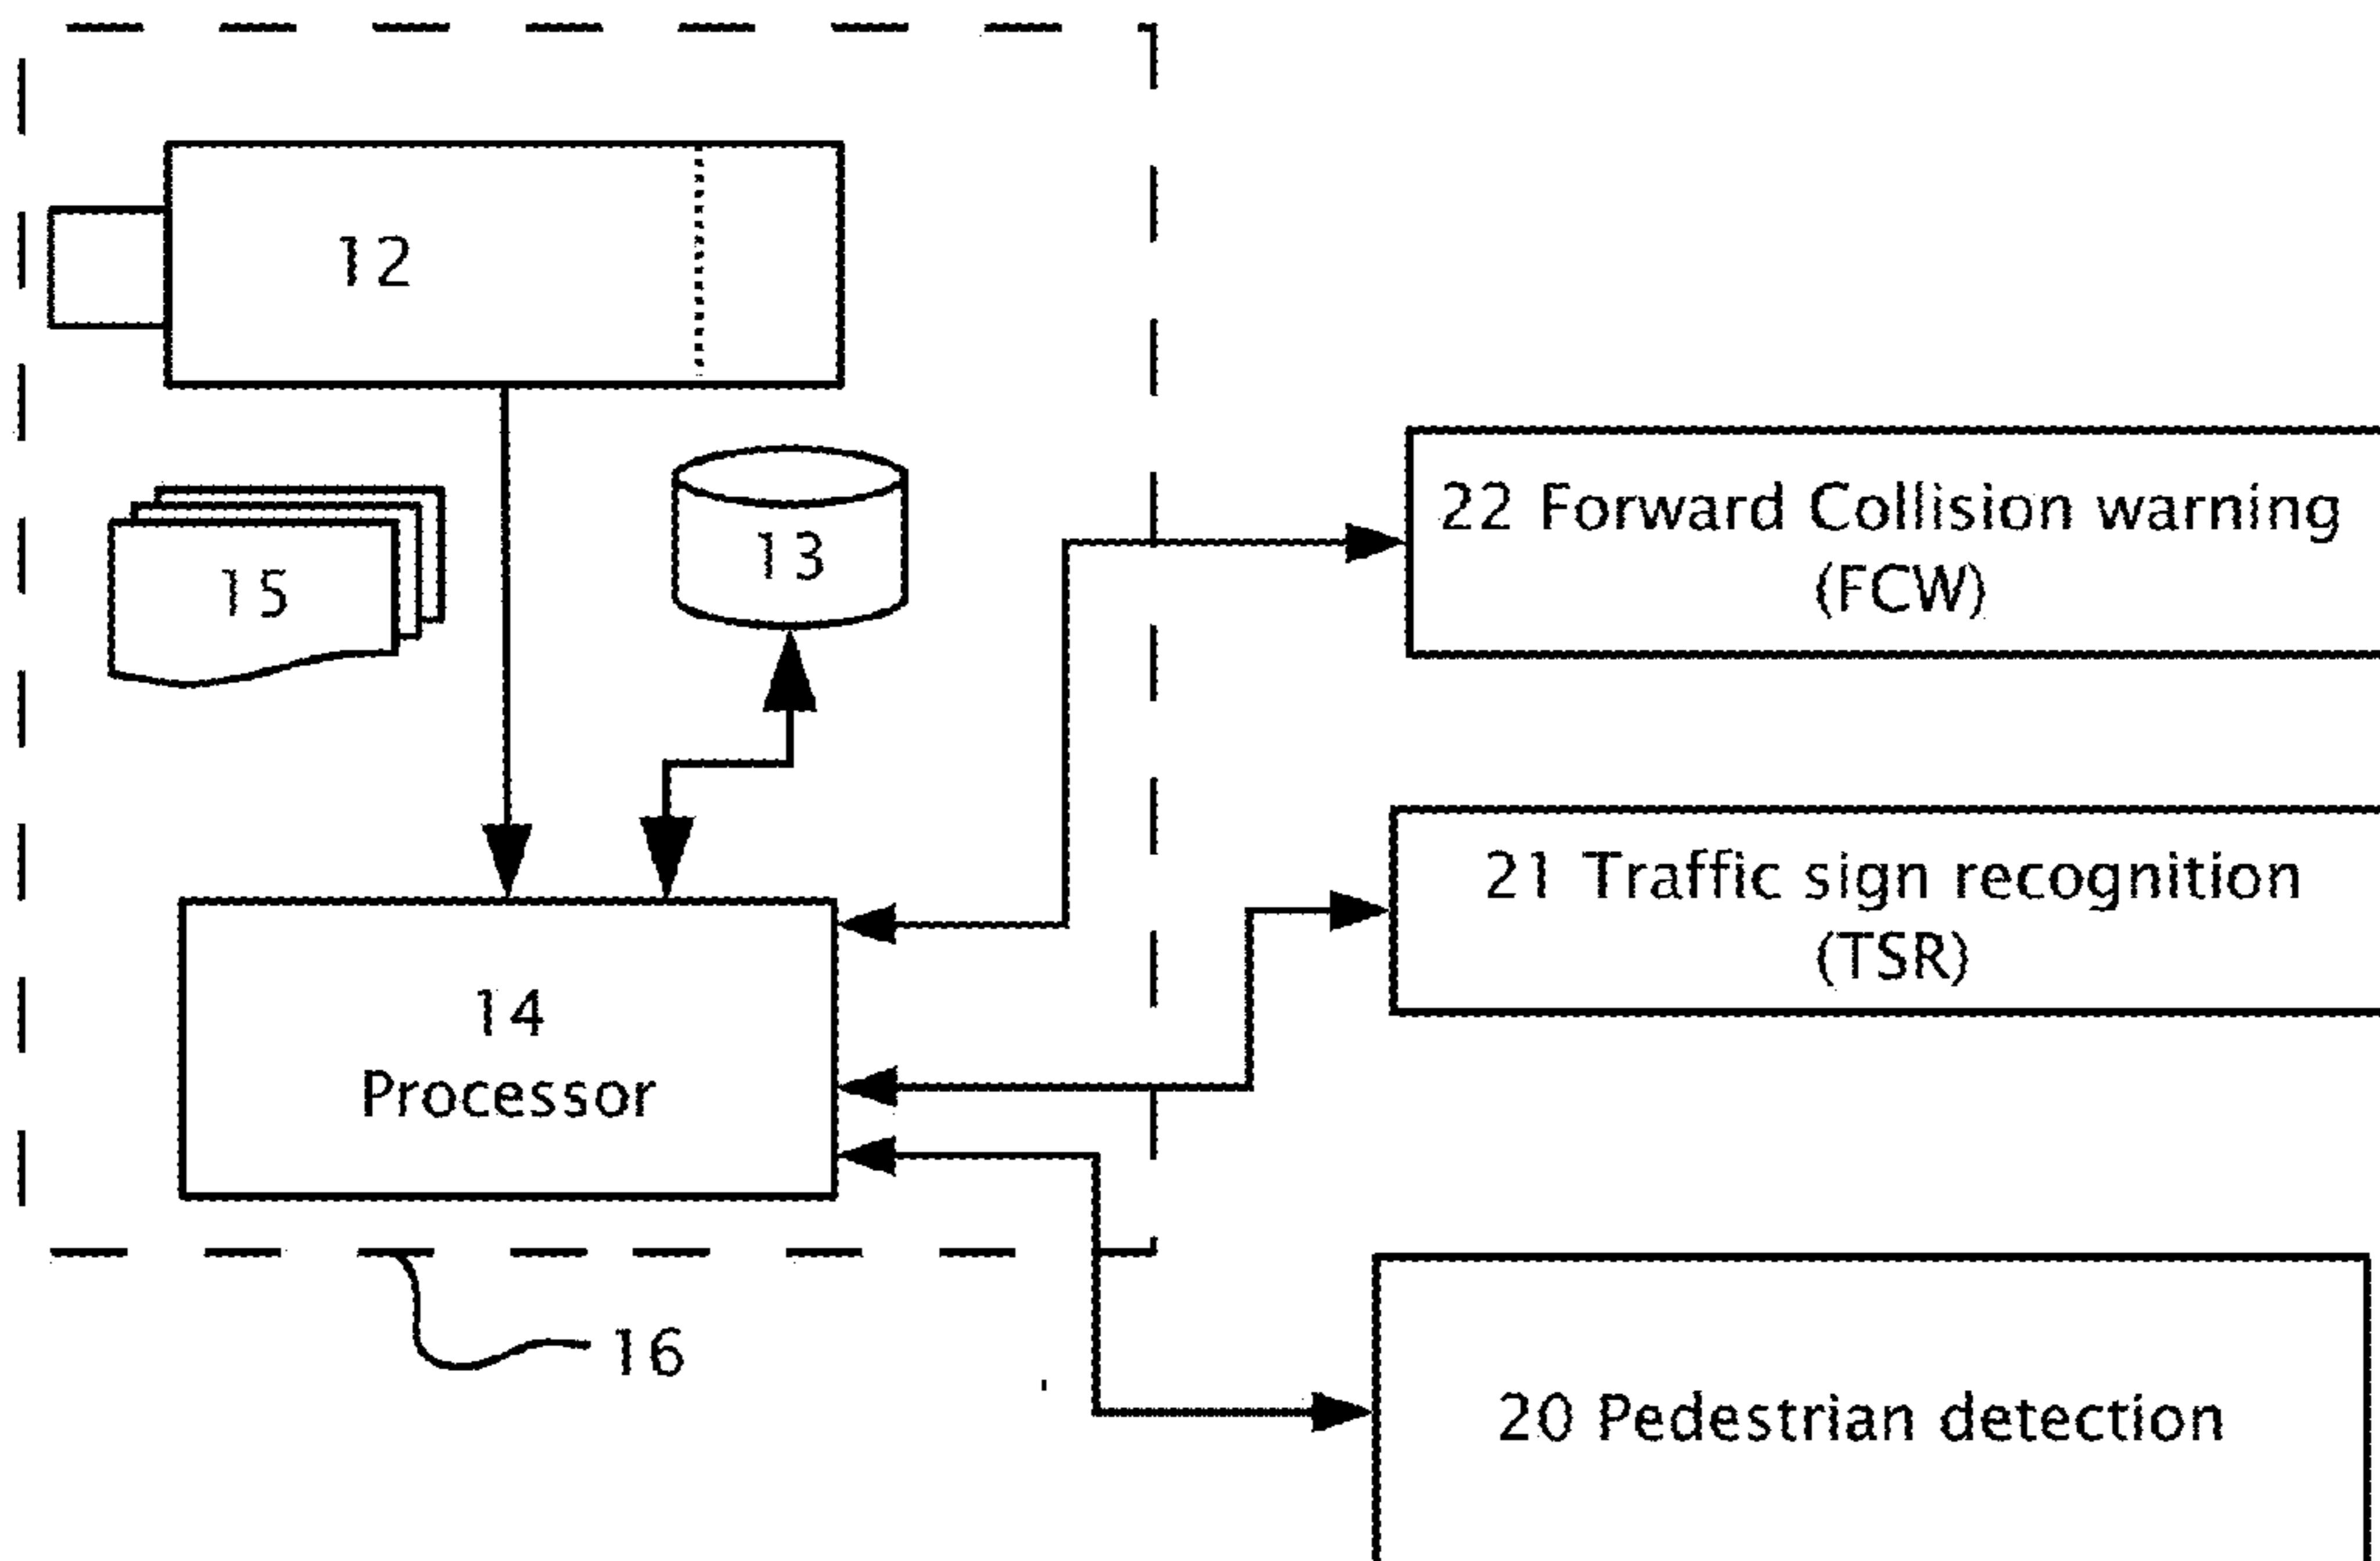 12
15
13
22 Forward Collision warning
(FCW)
21 Traffic sign recognition
(TSR)
14
Processor
16
20 Pedestrian detection